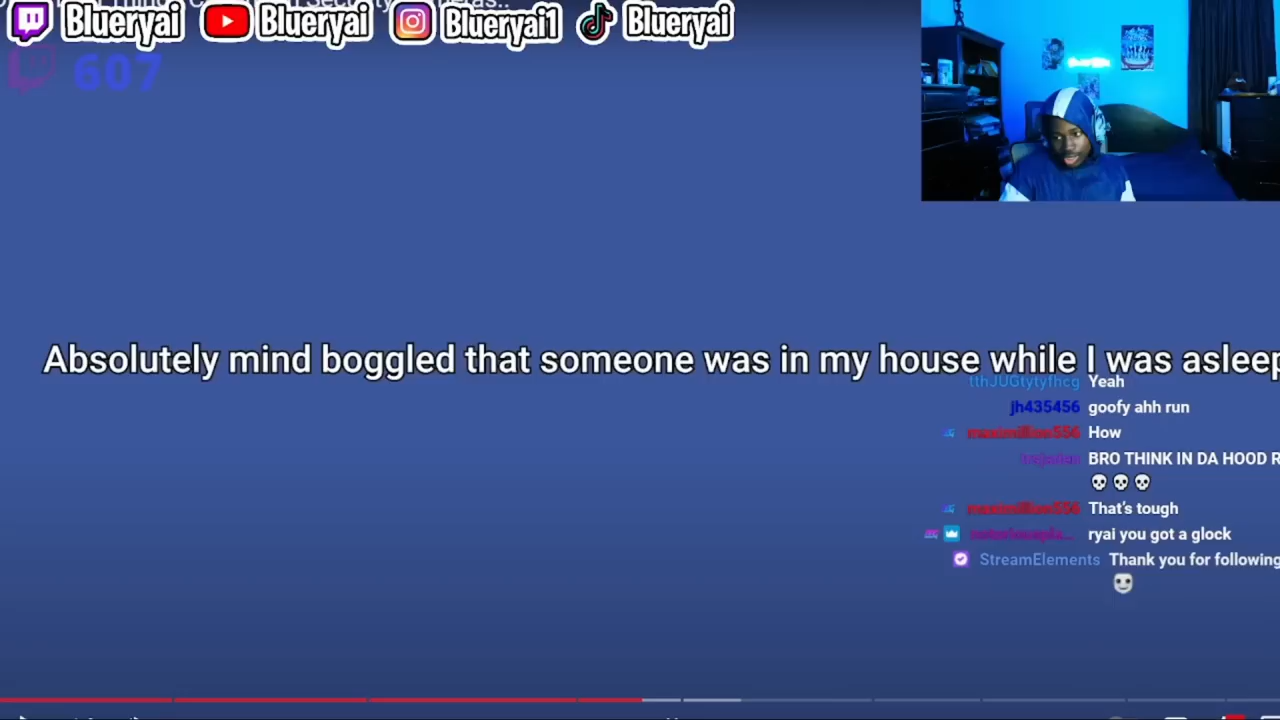 Blueryai Blueryai Blueryai1 Blueryai
607
Absolutely mind boggled that someone was in my house while I was asleep
tthJUGtytyfhcg Yeah
jh435456 goofy ahh run
How
BRO THINK IN DA HOOD R
That's tough
ryai you got a glock
StreamElements Thank you for following